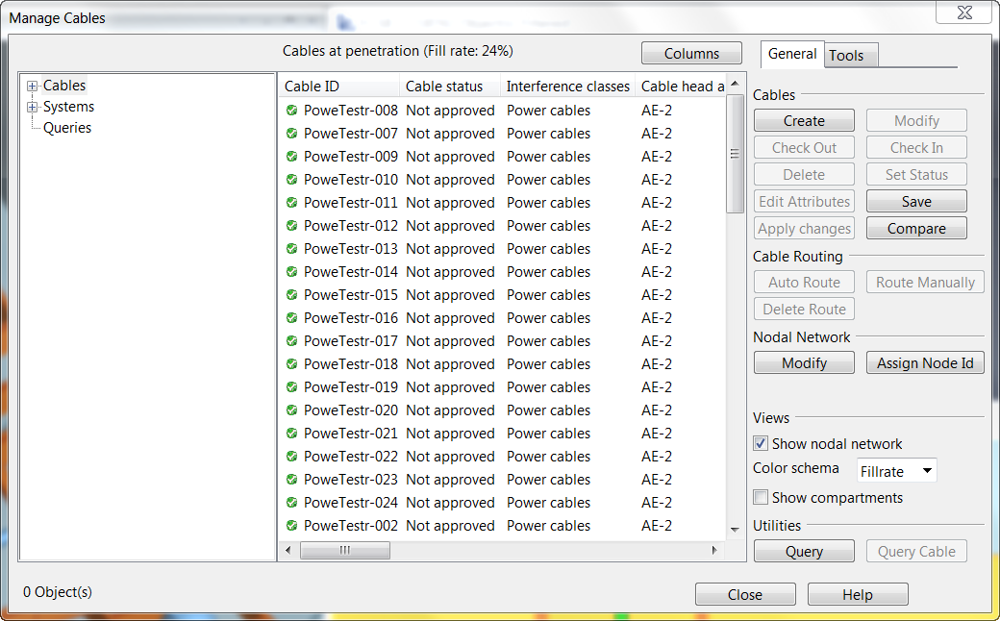 Manage Cables
Cables at penetration (Fill rate: 24%)
Columns
General Tools
Cables
Systems
Queries
Cable ID Cable status Interference classes Cable head a
PoweTestr-008 Not approved Power cables AE-2
PoweTestr-007 Not approved Power cables AE-2
PoweTestr-009 Not approved Power cables AE-2
PoweTestr-010 Not approved Power cables AE-2
PoweTestr-011 Not approved Power cables AE-2
PoweTestr-012 Not approved Power cables AE-2
PoweTestr-013 Not approved Power cables AE-2
PoweTestr-014 Not approved Power cables AE-2
PoweTestr-015 Not approved Power cables AE-2
PoweTestr-016 Not approved Power cables AE-2
PoweTestr-017 Not approved Power cables AE-2
PoweTestr-018 Not approved Power cables AE-2
PoweTestr-019 Not approved Power cables AE-2
PoweTestr-020 Not approved Power cables AE-2
PoweTestr-021 Not approved Power cables AE-2
PoweTestr-022 Not approved Power cables AE-2
PoweTestr-023 Not approved Power cables AE-2
PoweTestr-024 Not approved Power cables AE-2
PoweTestr-002 Not approved Power cables AE-2
Cables
Create Modify
Check Out Check In
Delete Set Status
Edit Attributes Save
Apply changes Compare
Cable Routing
Auto Route Route Manually
Delete Route
Nodal Network
Modify Assign Node Id
Views
Show nodal network
Color schema Fillrate
Show compartments
Utilities
Query Query Cable
0 Object(s)
Close Help